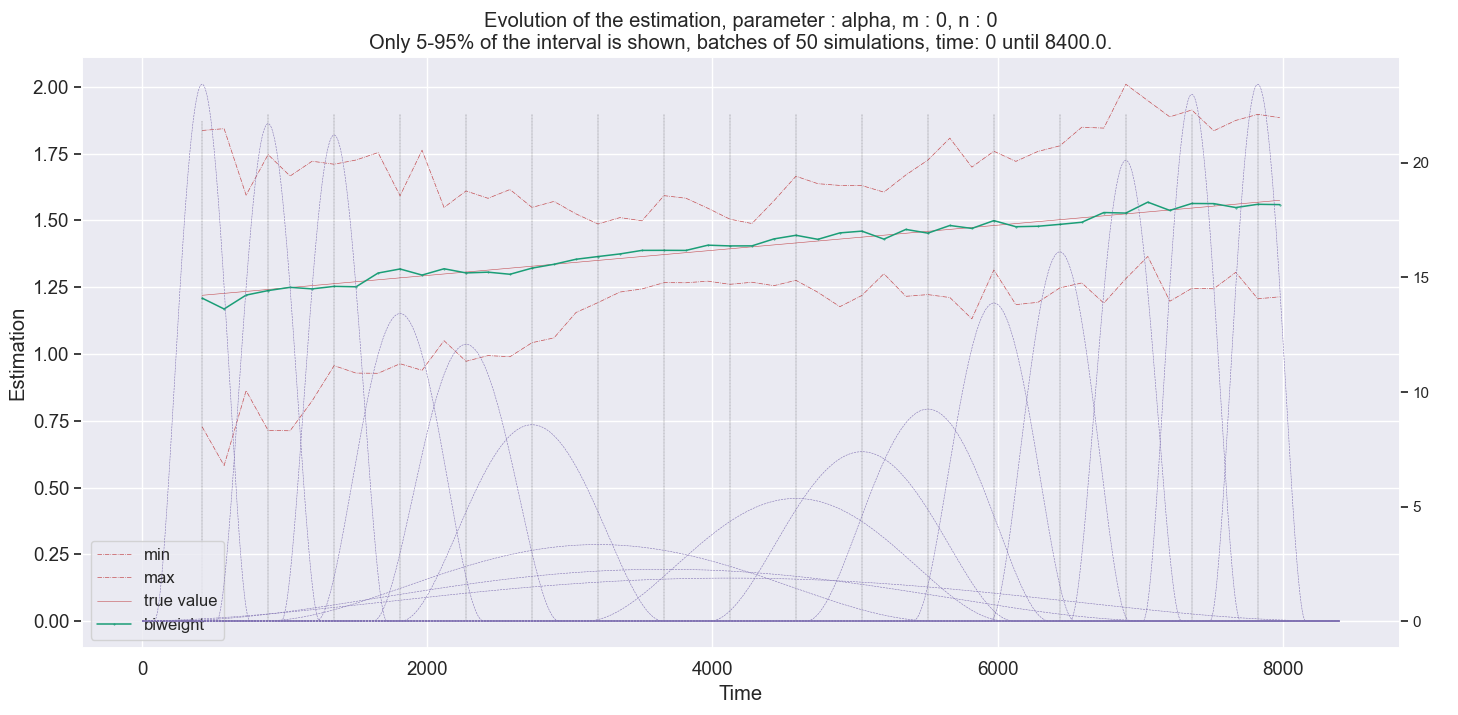 Evolution of the estimation, parameter : alpha, m : 0, n : 0
Only 5-95% of the interval is shown, batches of 50 simulations, time: 0 until 8400.0.
2.00
1.75
1.50
1.25
1.00
0.75
0.50
0.25
0.00
Estimation
min
max
true value
biweight
20
15
10
5
0
0
2000
4000
6000
8000
Time